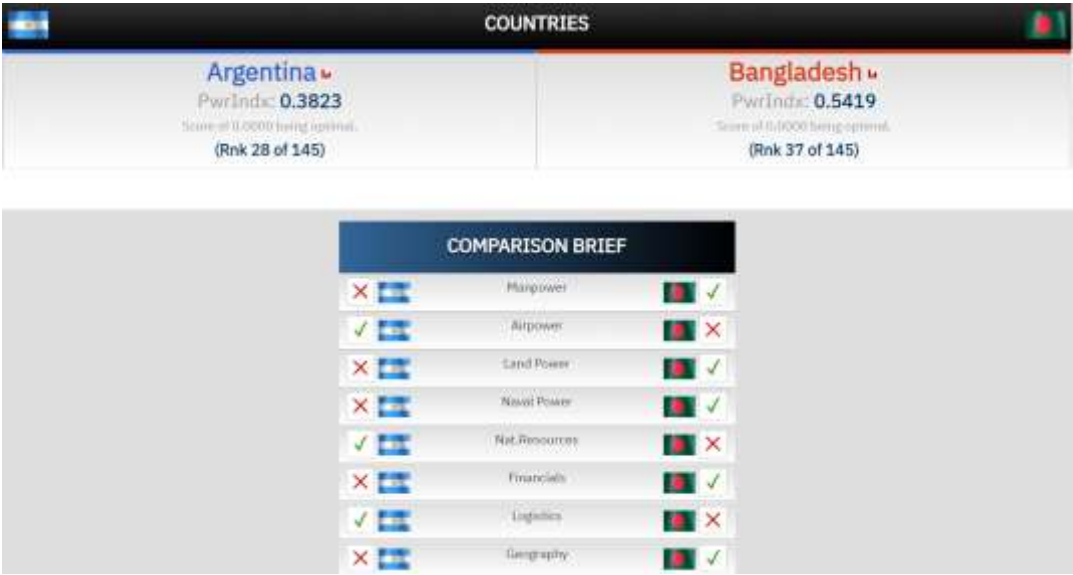 COUNTRIES
Argentina
Bangladesh
PwrIndx: 0.3823
PwrIndx: 0.5419
Score of 0.0000 being optimal.
Score of 0.0000 being optimal.
(Rnk 28 of 145)
(Rnk 37 of 145)
COMPARISON BRIEF
Manpower
Airpower
Land Power
Naval Power
Nat.Resources
Financials
Logistics
Geography